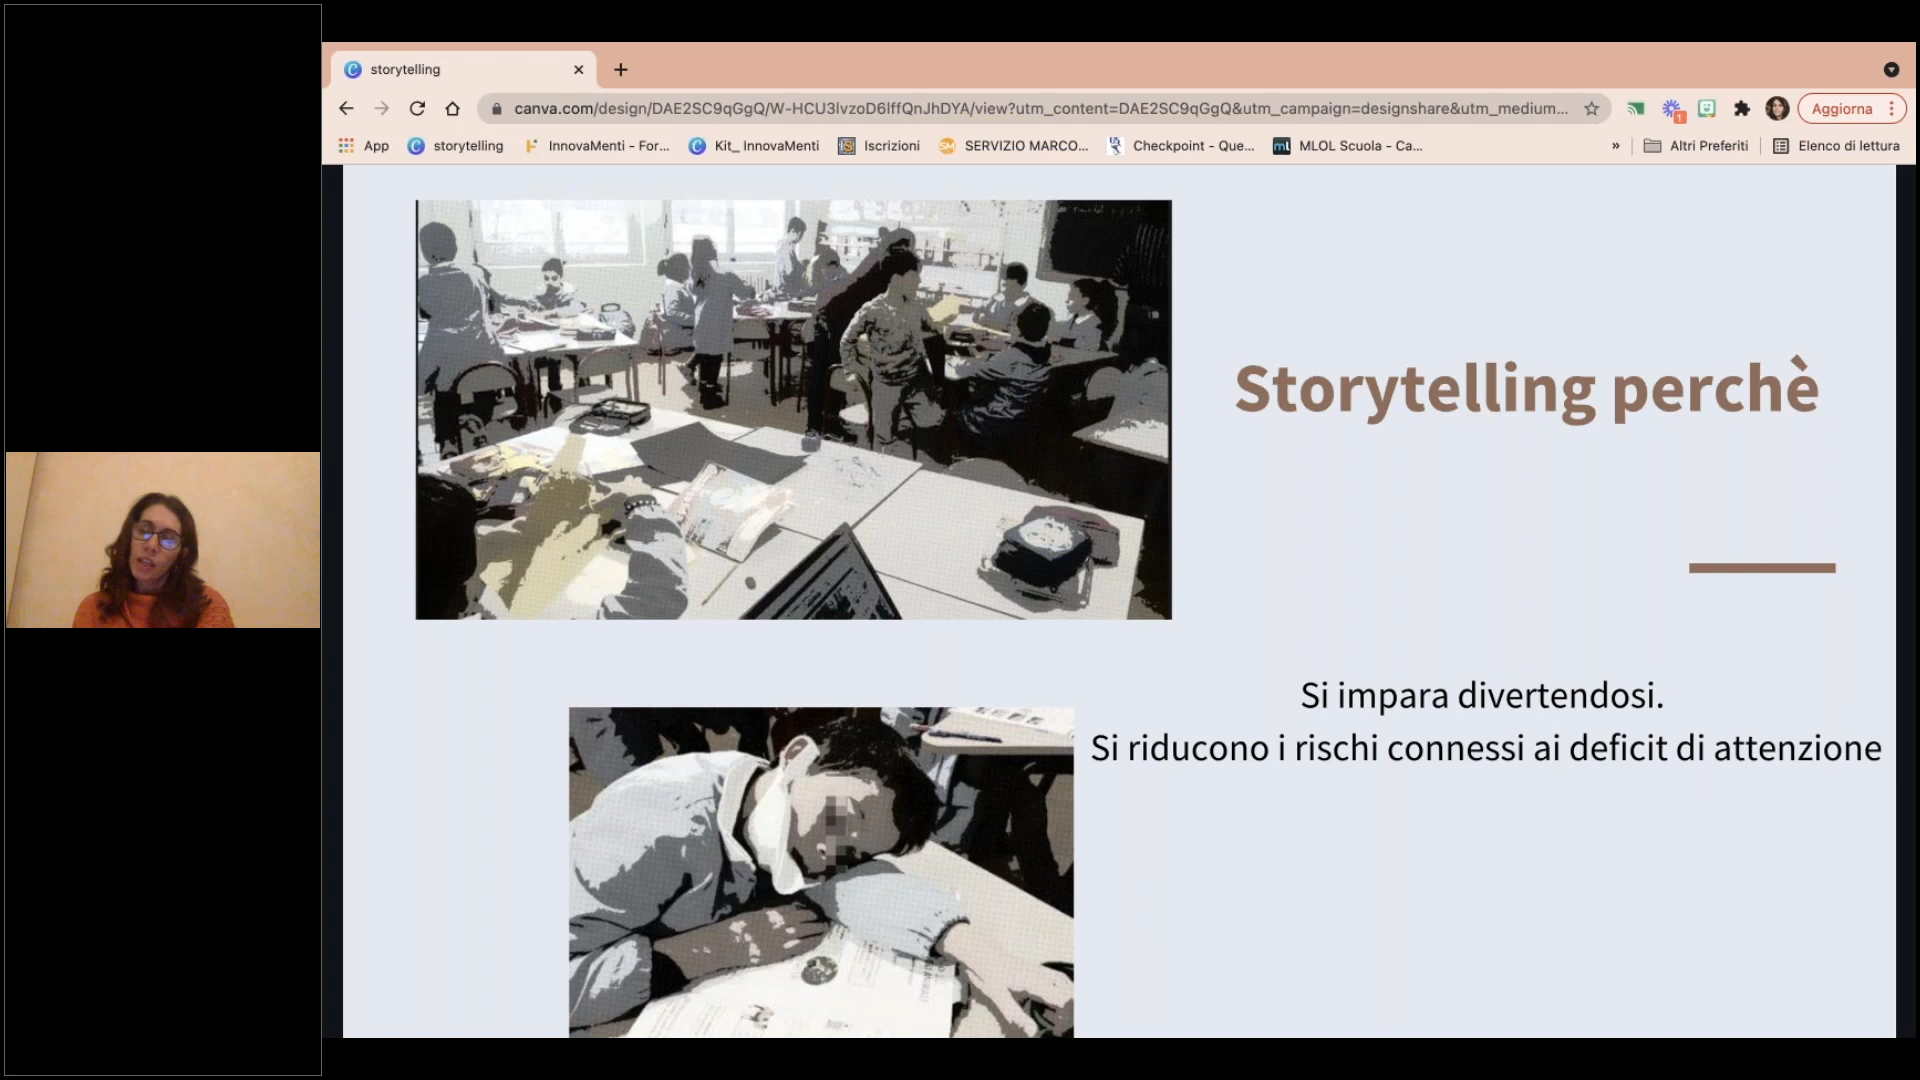 storytelling
canva.com/design/DAE2SC9qGgQ/W-HCU3lvzoD6lffQnJhDYA/view?utm_content=DAE2SC9qGgQ&utm_campaign=designshare&utm_medium...
Aggiorna
App
storytelling
InnovaMenti - For...
Kit_ InnovaMenti
Iscrizioni
SERVIZIO MARCO...
Checkpoint - Que...
MLOL Scuola - Ca...
»
Altri Preferiti
Elenco di lettura
Storytelling perchè
Si impara divertendosi.
Si riducono i rischi connessi ai deficit di attenzione